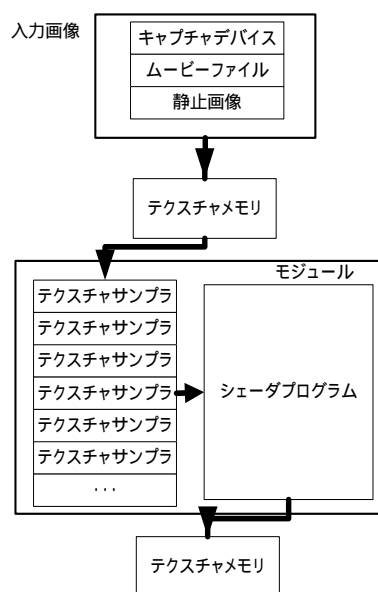 入力画像
キャプチャデバイス
ムービーファイル
静止画像
テクスチャメモリ
モジュール
テクスチャサンプラ
テクスチャサンプラ
テクスチャサンプラ
テクスチャサンプラ
テクスチャサンプラ
テクスチャサンプラ
...
シェーダプログラム
テクスチャメモリ